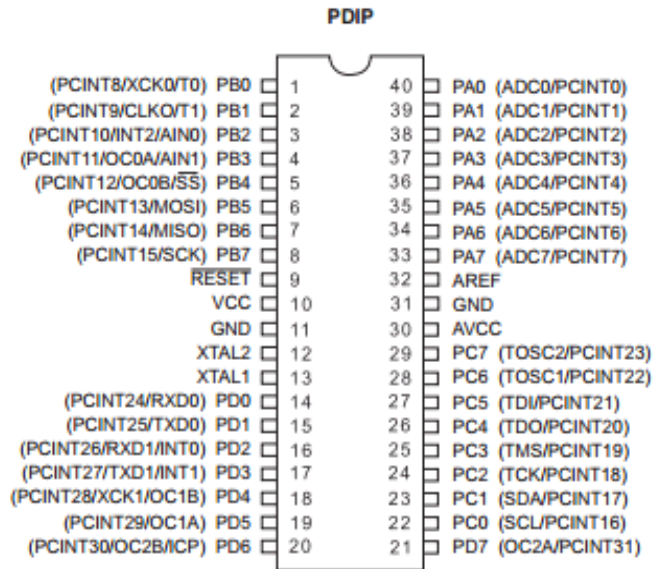 PDIP
(PCINT8/XCK0/T0) PB0 1 40 PA0 (ADC0/PCINT0)
(PCINT9/CLKO/T1) PB1 2 39 PA1 (ADC1/PCINT1)
(PCINT10/INT2/AIN0) PB2 3 38 PA2 (ADC2/PCINT2)
(PCINT11/OC0A/AIN1) PB3 4 37 PA3 (ADC3/PCINT3)
(PCINT12/OC0B/SS) PB4 5 36 PA4 (ADC4/PCINT4)
(PCINT13/MOSI) PB5 6 35 PA5 (ADC5/PCINT5)
(PCINT14/MISO) PB6 7 34 PA6 (ADC6/PCINT6)
(PCINT15/SCK) PB7 8 33 PA7 (ADC7/PCINT7)
RESET 9 32 AREF
VCC 10 31 GND
GND 11 30 AVCC
XTAL2 12 29 PC7 (TOSC2/PCINT23)
XTAL1 13 28 PC6 (TOSC1/PCINT22)
(PCINT24/RXD0) PD0 14 27 PC5 (TDI/PCINT21)
(PCINT25/TXD0) PD1 15 26 PC4 (TDO/PCINT20)
(PCINT26/RXD1/INT0) PD2 16 25 PC3 (TMS/PCINT19)
(PCINT27/TXD1/INT1) PD3 17 24 PC2 (TCK/PCINT18)
(PCINT28/XCK1/OC1B) PD4 18 23 PC1 (SDA/PCINT17)
(PCINT29/OC1A) PD5 19 22 PC0 (SCL/PCINT16)
(PCINT30/OC2B/ICP) PD6 20 21 PD7 (OC2A/PCINT31)